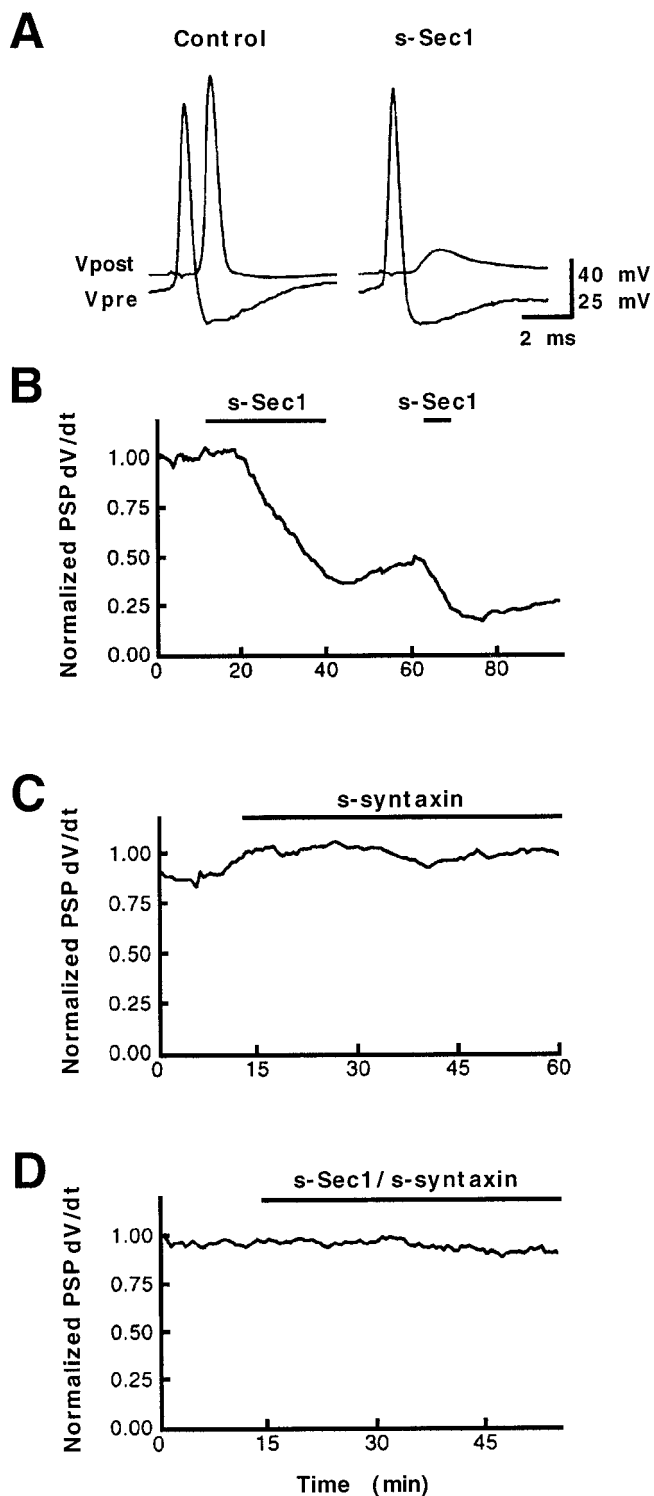 A
Control s-Sec1
Vpost
Vpre
40 mV
25 mV
2 ms
B
s-Sec1 s-Sec1
Normalized PSP dV/dt
1.00
0.75
0.50
0.25
0.00
0 20 40 60 80
C
s-syntaxin
Normalized PSP dV/dt
1.00
0.75
0.50
0.25
0.00
0 15 30 45 60
D
s-Sec1/ s-syntaxin
Normalized PSP dV/dt
1.00
0.75
0.50
0.25
0.00
0 15 30 45
Time (min)